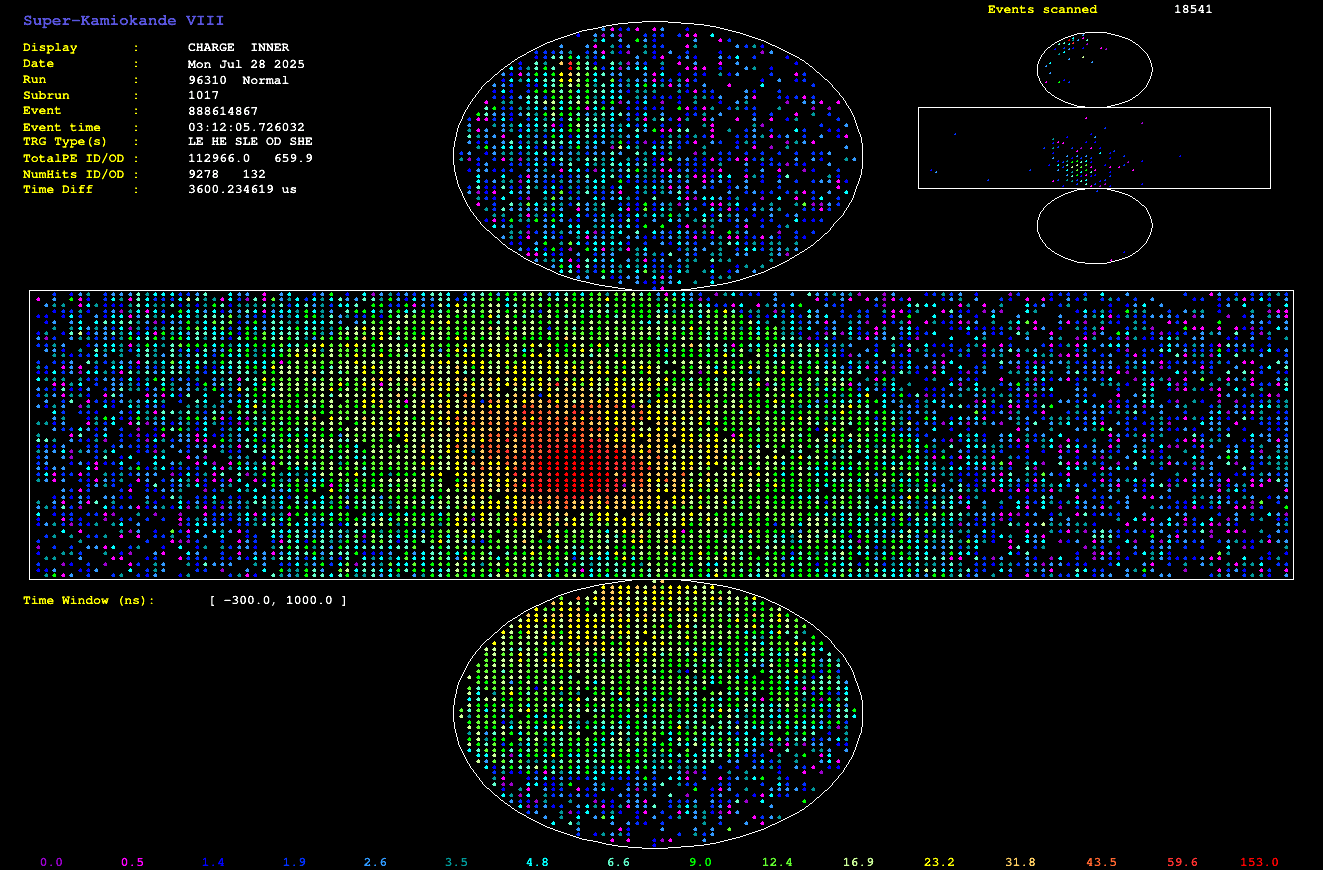 Super-Kamiokande VIII
Events scanned 18541
Display : CHARGE INNER
Date : Mon Jul 28 2025
Run : 96310 Normal
Subrun : 1017
Event : 888614867
Event time : 03:12:05.726032
TRG Type(s) : LE HE SLE OD SHE
TotalPE ID/OD : 112966.0 659.9
NumHits ID/OD : 9278 132
Time Diff : 3600.234619 us
Time Window (ns): [ -300.0, 1000.0 ]
0.0 0.5 1.4 1.9 2.6 3.5 4.8 6.6 9.0 12.4 16.9 23.2 31.8 43.5 59.6 153.0